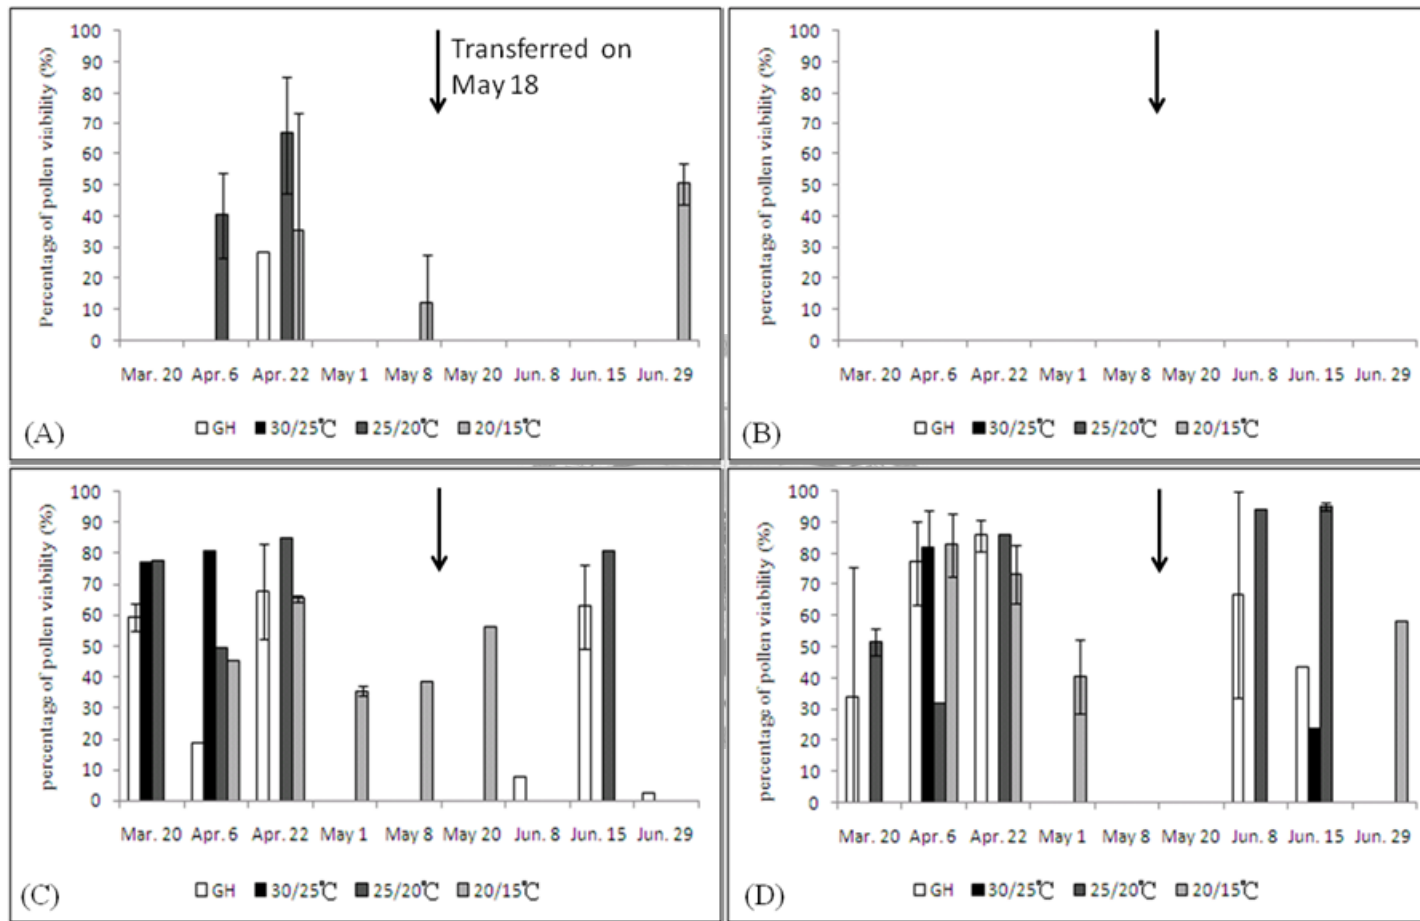 Percentage of pollen viability (%)
100
90
80
70
60
50
40
30
20
10
0
Transferred on
May 18
Mar. 20 Apr. 6 Apr. 22 May 1 May 8 May 20 Jun. 8 Jun. 15 Jun. 29
GH 30/25℃ 25/20℃ 20/15℃
(A)
percentage of pollen viability (%)
100
90
80
70
60
50
40
30
20
10
0
Mar. 20 Apr. 6 Apr. 22 May 1 May 8 May 20 Jun. 8 Jun. 15 Jun. 29
GH 30/25℃ 25/20℃ 20/15℃
(B)
percentage of pollen viability (%)
100
90
80
70
60
50
40
30
20
10
0
Mar. 20 Apr. 6 Apr. 22 May 1 May 8 May 20 Jun. 8 Jun. 15 Jun. 29
GH 30/25℃ 25/20℃ 20/15℃
(C)
percentage of pollen viability (%)
100
90
80
70
60
50
40
30
20
10
0
Mar. 20 Apr. 6 Apr. 22 May 1 May 8 May 20 Jun. 8 Jun. 15 Jun. 29
GH 30/25℃ 25/20℃ 20/15℃
(D)